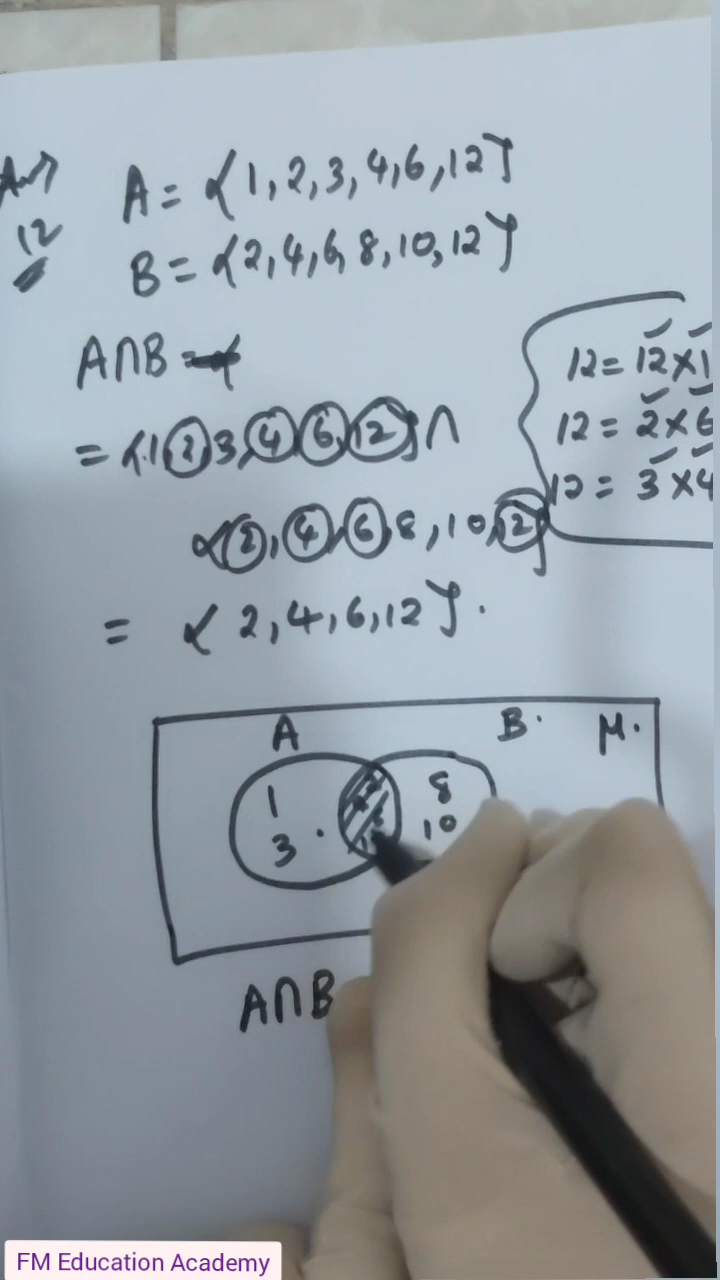 Ans
12
A = {1, 2, 3, 4, 6, 12}
B = {2, 4, 6, 8, 10, 12}
A∩B =
= {1 2, 3, 4 6 12} ∩
{2, 4, 6, 8, 10, 12}
= {2, 4, 6, 12}.
12 = 12 × 1
12 = 2 × 6
12 = 3 × 4
A B. μ.
1 8
3 . 10
A∩B
FM Education Academy